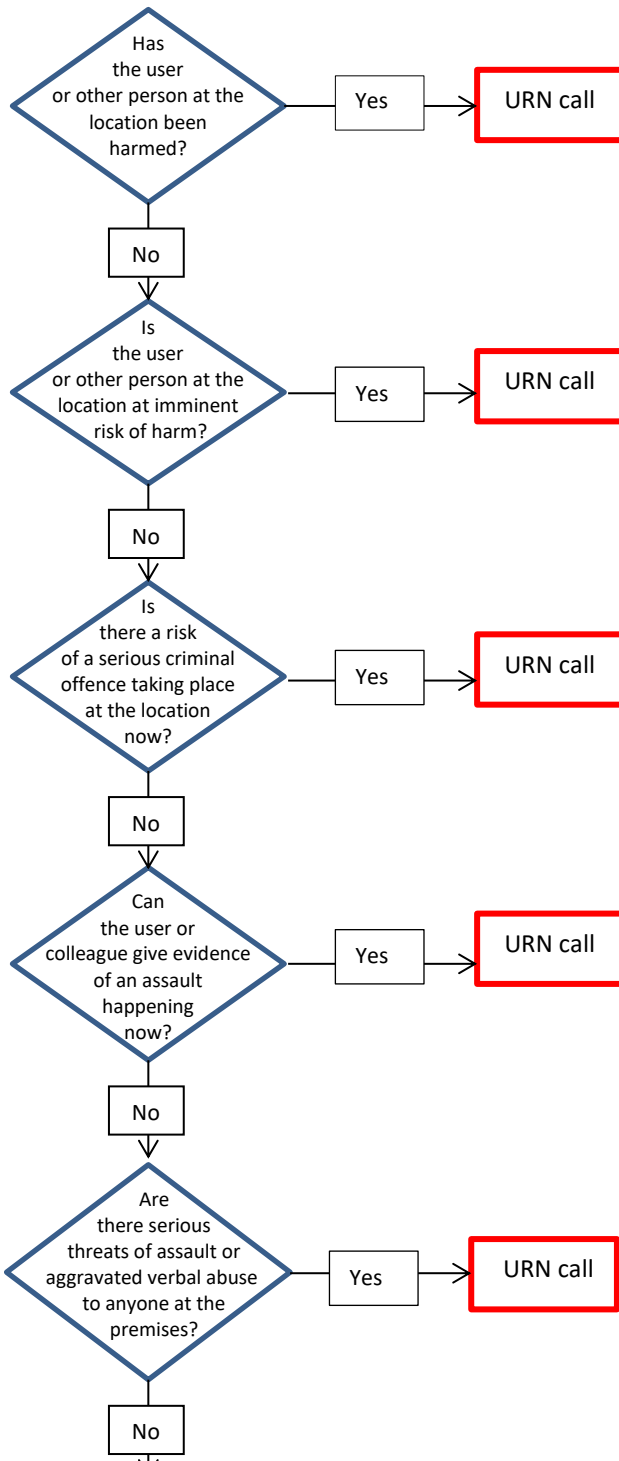 Has
the user
or other person at the
location been
harmed?
Yes
URN call
No
Is
the user
or other person at the
location at imminent
risk of harm?
Yes
URN call
No
Is
there a risk
of a serious criminal
offence taking place
at the location
now?
Yes
URN call
No
Can
the user or
colleague give evidence
of an assault
happening
now?
Yes
URN call
No
Are
there serious
threats of assault or
aggravated verbal abuse
to anyone at the
premises?
Yes
URN call
No